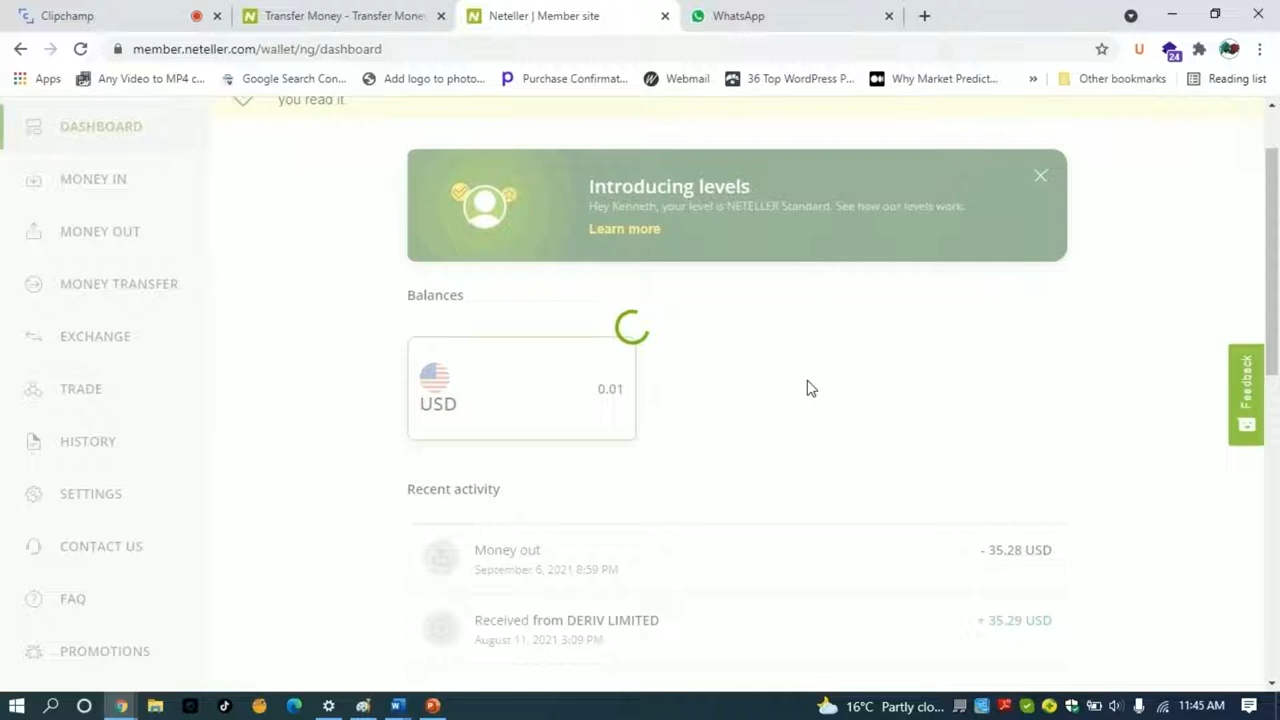 Clipchamp
Transfer Money - Transfer Money
Neteller | Member site
WhatsApp
member.neteller.com/wallet/ng/dashboard
U
24
Apps
Any Video to MP4 c...
Google Search Con...
Add logo to photo...
Purchase Confirmat...
Webmail
36 Top WordPress P...
Why Market Predict...
»
Other bookmarks
Reading list
you read it.
DASHBOARD
MONEY IN
MONEY OUT
MONEY TRANSFER
EXCHANGE
TRADE
HISTORY
SETTINGS
CONTACT US
FAQ
PROMOTIONS
Introducing levels
Hey Kenneth, your level is NETELLER Standard. See how our levels work.
Learn more
Balances
USD
0.01
Recent activity
Money out
- 35.28 USD
September 6, 2021 8:59 PM
Received from DERIV LIMITED
+ 35.29 USD
August 11, 2021 3:09 PM
Feedback
16°C Partly clo...
11:45 AM